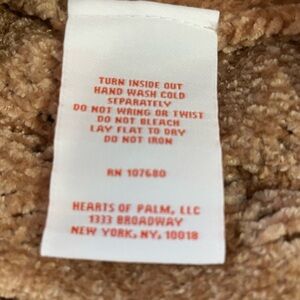 TURN INSIDE OUT
HAND WASH COLD
SEPARATELY
DO NOT WRING OR TWIST
DO NOT BLEACH
LAY FLAT TO DRY
DO NOT IRON
RN 107680
HEARTS OF PALM, LLC
1333 BROADWAY
NEW YORK, NY, 10018